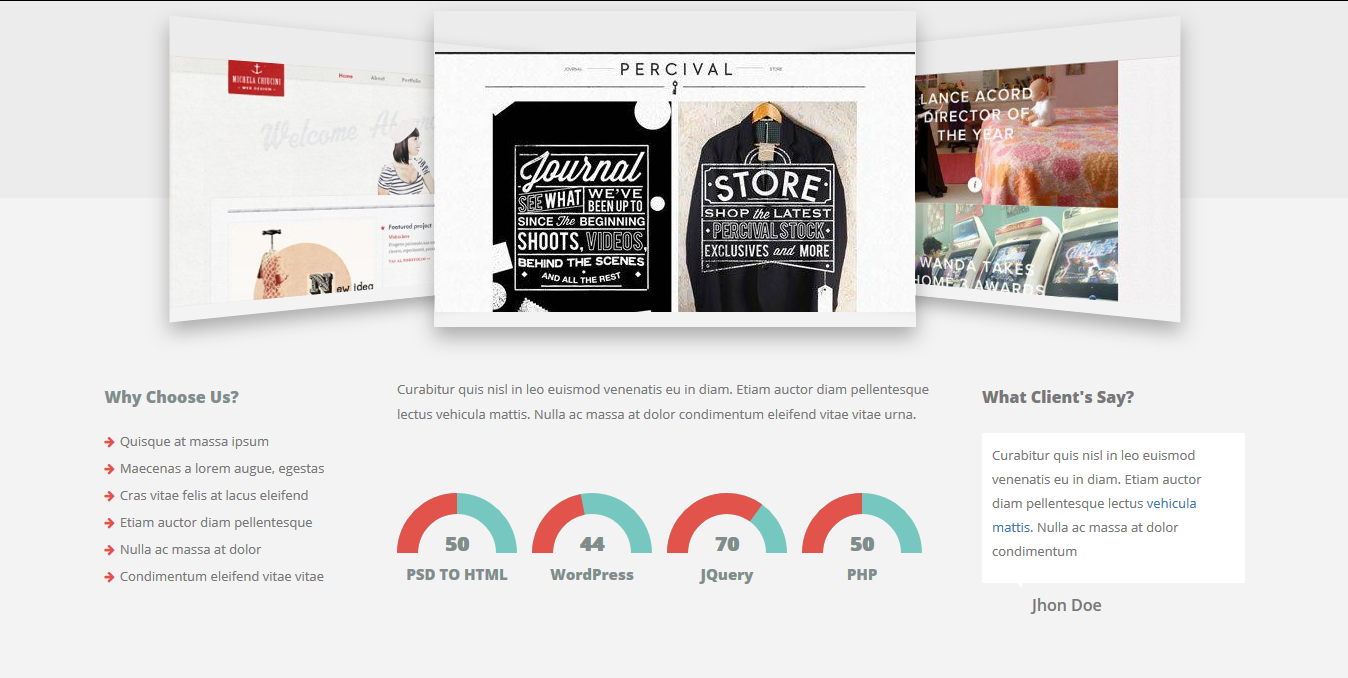 MICHELA CHIUCINI
WEB DESIGN
Home About Portfolio
Welcome
Featured project
VIEW PORTFOLIO
New idea
JOURNAL PERCIVAL STORE
Journal
SEE WHAT WE'VE
BEEN UP TO
SINCE The BEGINNING
SHOOTS, VIDEOS,
BEHIND THE SCENES
AND ALL THE REST
STORE
SHOP the LATEST
PERCIVAL STOCK
EXCLUSIVES and MORE
LANCE ACORD
DIRECTOR OF
THE YEAR
i
WANDA TAKES
HOME 3 AWARDS
Why Choose Us?
Quisque at massa ipsum
Maecenas a lorem augue, egestas
Cras vitae felis at lacus eleifend
Etiam auctor diam pellentesque
Nulla ac massa at dolor
Condimentum eleifend vitae vitae
Curabitur quis nisl in leo euismod venenatis eu in diam. Etiam auctor diam pellentesque
lectus vehicula mattis. Nulla ac massa at dolor condimentum eleifend vitae vitae urna.
50 44 70 50
PSD TO HTML WordPress JQuery PHP
What Client's Say?
Curabitur quis nisl in leo euismod
venenatis eu in diam. Etiam auctor
diam pellentesque lectus vehicula
mattis. Nulla ac massa at dolor
condimentum
Jhon Doe